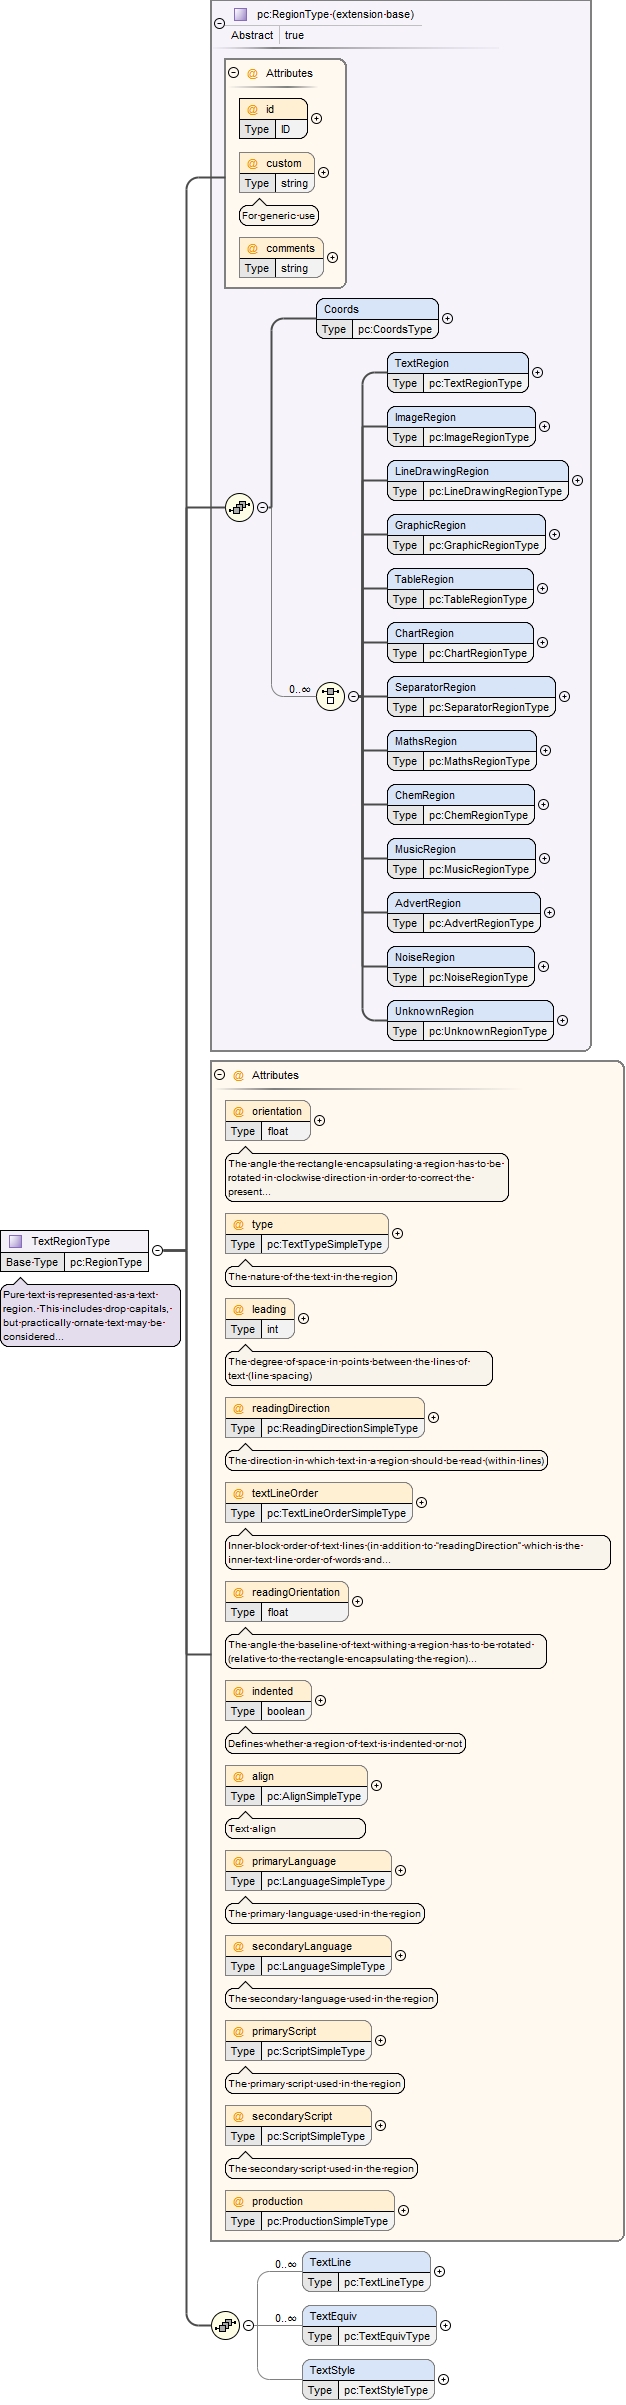 pc:RegionType (extension base)
Abstract true
Attributes
@ id
Type ID
@ custom
Type string
For generic use
@ comments
Type string
Coords
Type pc:CoordsType
TextRegion
Type pc:TextRegionType
ImageRegion
Type pc:ImageRegionType
LineDrawingRegion
Type pc:LineDrawingRegionType
GraphicRegion
Type pc:GraphicRegionType
TableRegion
Type pc:TableRegionType
ChartRegion
Type pc:ChartRegionType
0..∞
SeparatorRegion
Type pc:SeparatorRegionType
MathsRegion
Type pc:MathsRegionType
ChemRegion
Type pc:ChemRegionType
MusicRegion
Type pc:MusicRegionType
AdvertRegion
Type pc:AdvertRegionType
NoiseRegion
Type pc:NoiseRegionType
UnknownRegion
Type pc:UnknownRegionType
@ Attributes
@ orientation
Type float
The angle the rectangle encapsulating a region has to be
rotated in clockwise direction in order to correct the
present...
@ type
Type pc:TextTypeSimpleType
The nature of the text in the region
TextRegionType
Base Type pc:RegionType
Pure text is represented as a text
region. This includes drop capitals,
but practically ornate text may be
considered...
@ leading
Type int
The degree of space in points between the lines of
text (line spacing)
@ readingDirection
Type pc:ReadingDirectionSimpleType
The direction in which text in a region should be read (within lines)
@ textLineOrder
Type pc:TextLineOrderSimpleType
Inner-block order of text lines (in addition to "readingDirection" which is the
inner-text line order of words and...
@ readingOrientation
Type float
The angle the baseline of text withing a region has to be rotated
(relative to the rectangle encapsulating the region)...
@ indented
Type boolean
Defines whether a region of text is indented or not
@ align
Type pc:AlignSimpleType
Text align
@ primaryLanguage
Type pc:LanguageSimpleType
The primary language used in the region
@ secondaryLanguage
Type pc:LanguageSimpleType
The secondary language used in the region
@ primaryScript
Type pc:ScriptSimpleType
The primary script used in the region
@ secondaryScript
Type pc:ScriptSimpleType
The secondary script used in the region
@ production
Type pc:ProductionSimpleType
0..∞
TextLine
Type pc:TextLineType
0..∞
TextEquiv
Type pc:TextEquivType
TextStyle
Type pc:TextStyleType